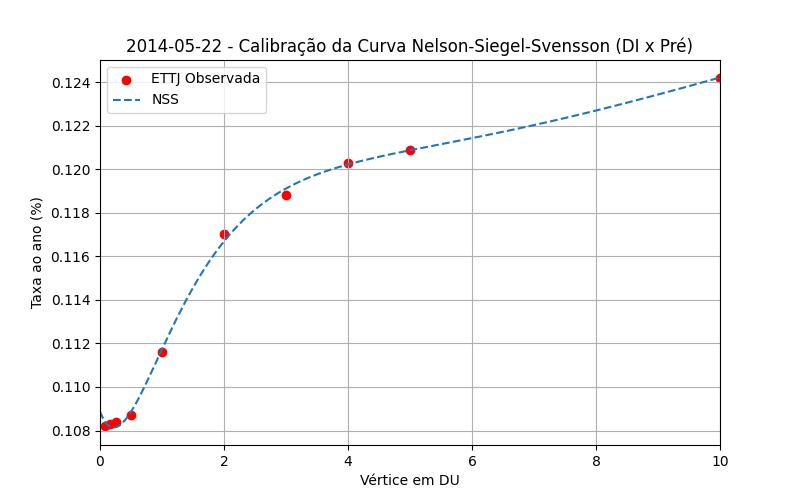 2014-05-22 - Calibração da Curva Nelson-Siegel-Svensson (DI x Pré)
ETTJ Observada
NSS
Taxa ao ano (%)
0.124
0.122
0.120
0.118
0.116
0.114
0.112
0.110
0.108
0 2 4 6 8 10
Vértice em DU